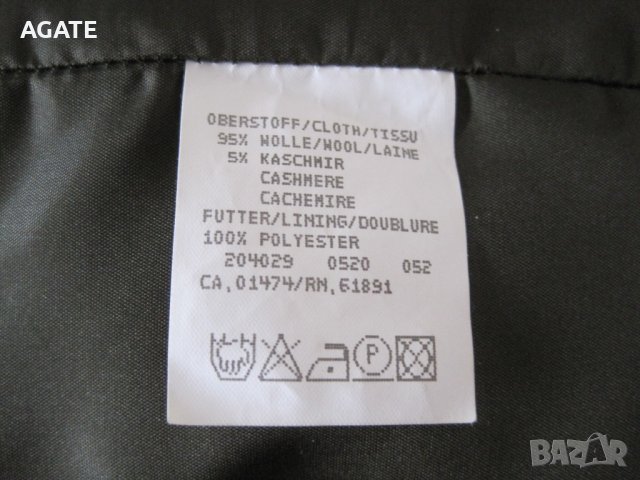 AGATE
OBERSTOFF/CLOTH/TISSU
95% WOLLE/WOOL/LAINE
5% KASCHMIR
CASHMERE
CACHEMIRE
FUTTER/LINING/DOUBLURE
100% POLYESTER
204029 0520 052
CA,01474/RN,61891
P
BAZAR